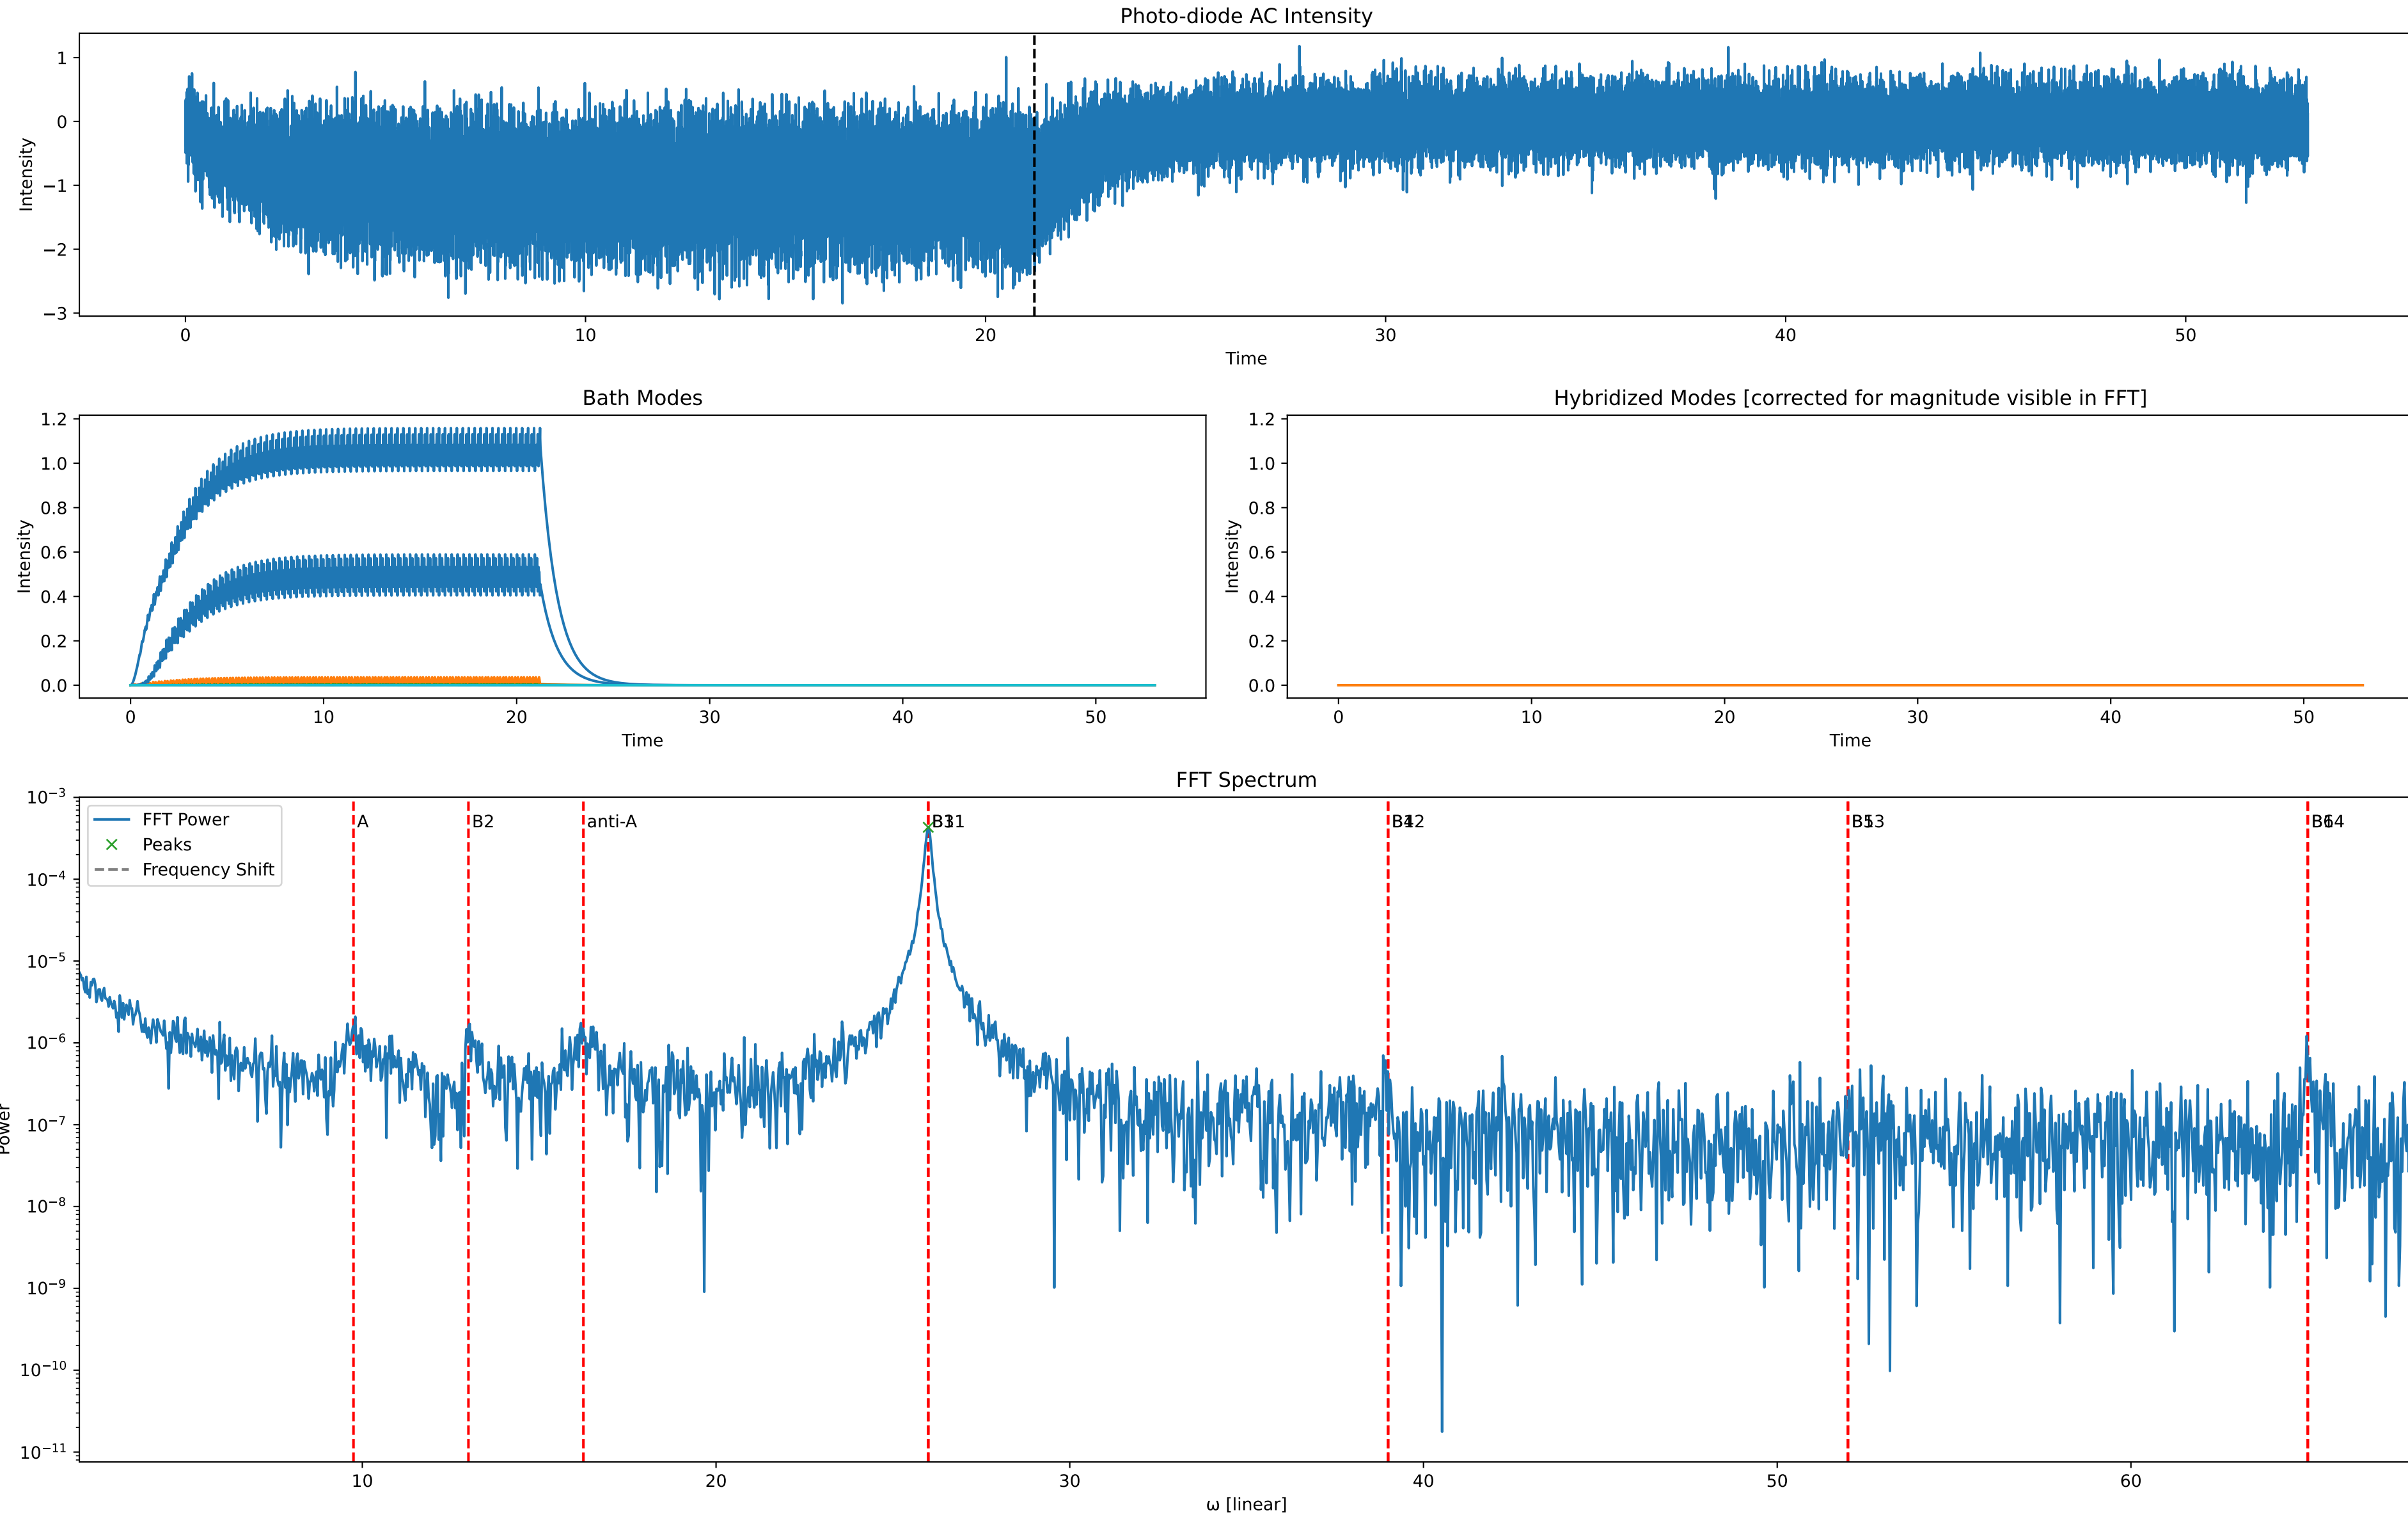 Photo-diode AC Intensity
Intensity
1
0
−1
−2
−3
0 10 20 30 40 50
Time
Bath Modes
Intensity
1.2
1.0
0.8
0.6
0.4
0.2
0.0
0 10 20 30 40 50
Time
Hybridized Modes [corrected for magnitude visible in FFT]
Intensity
1.2
1.0
0.8
0.6
0.4
0.2
0.0
0 10 20 30 40 50
Time
FFT Spectrum
10⁻³
10⁻⁴
10⁻⁵
10⁻⁶
10⁻⁷
10⁻⁸
10⁻⁹
10⁻¹⁰
10⁻¹¹
FFT Power
Peaks
Frequency Shift
A
B2
anti-A
10 20 30 40 50 60
ω [linear]